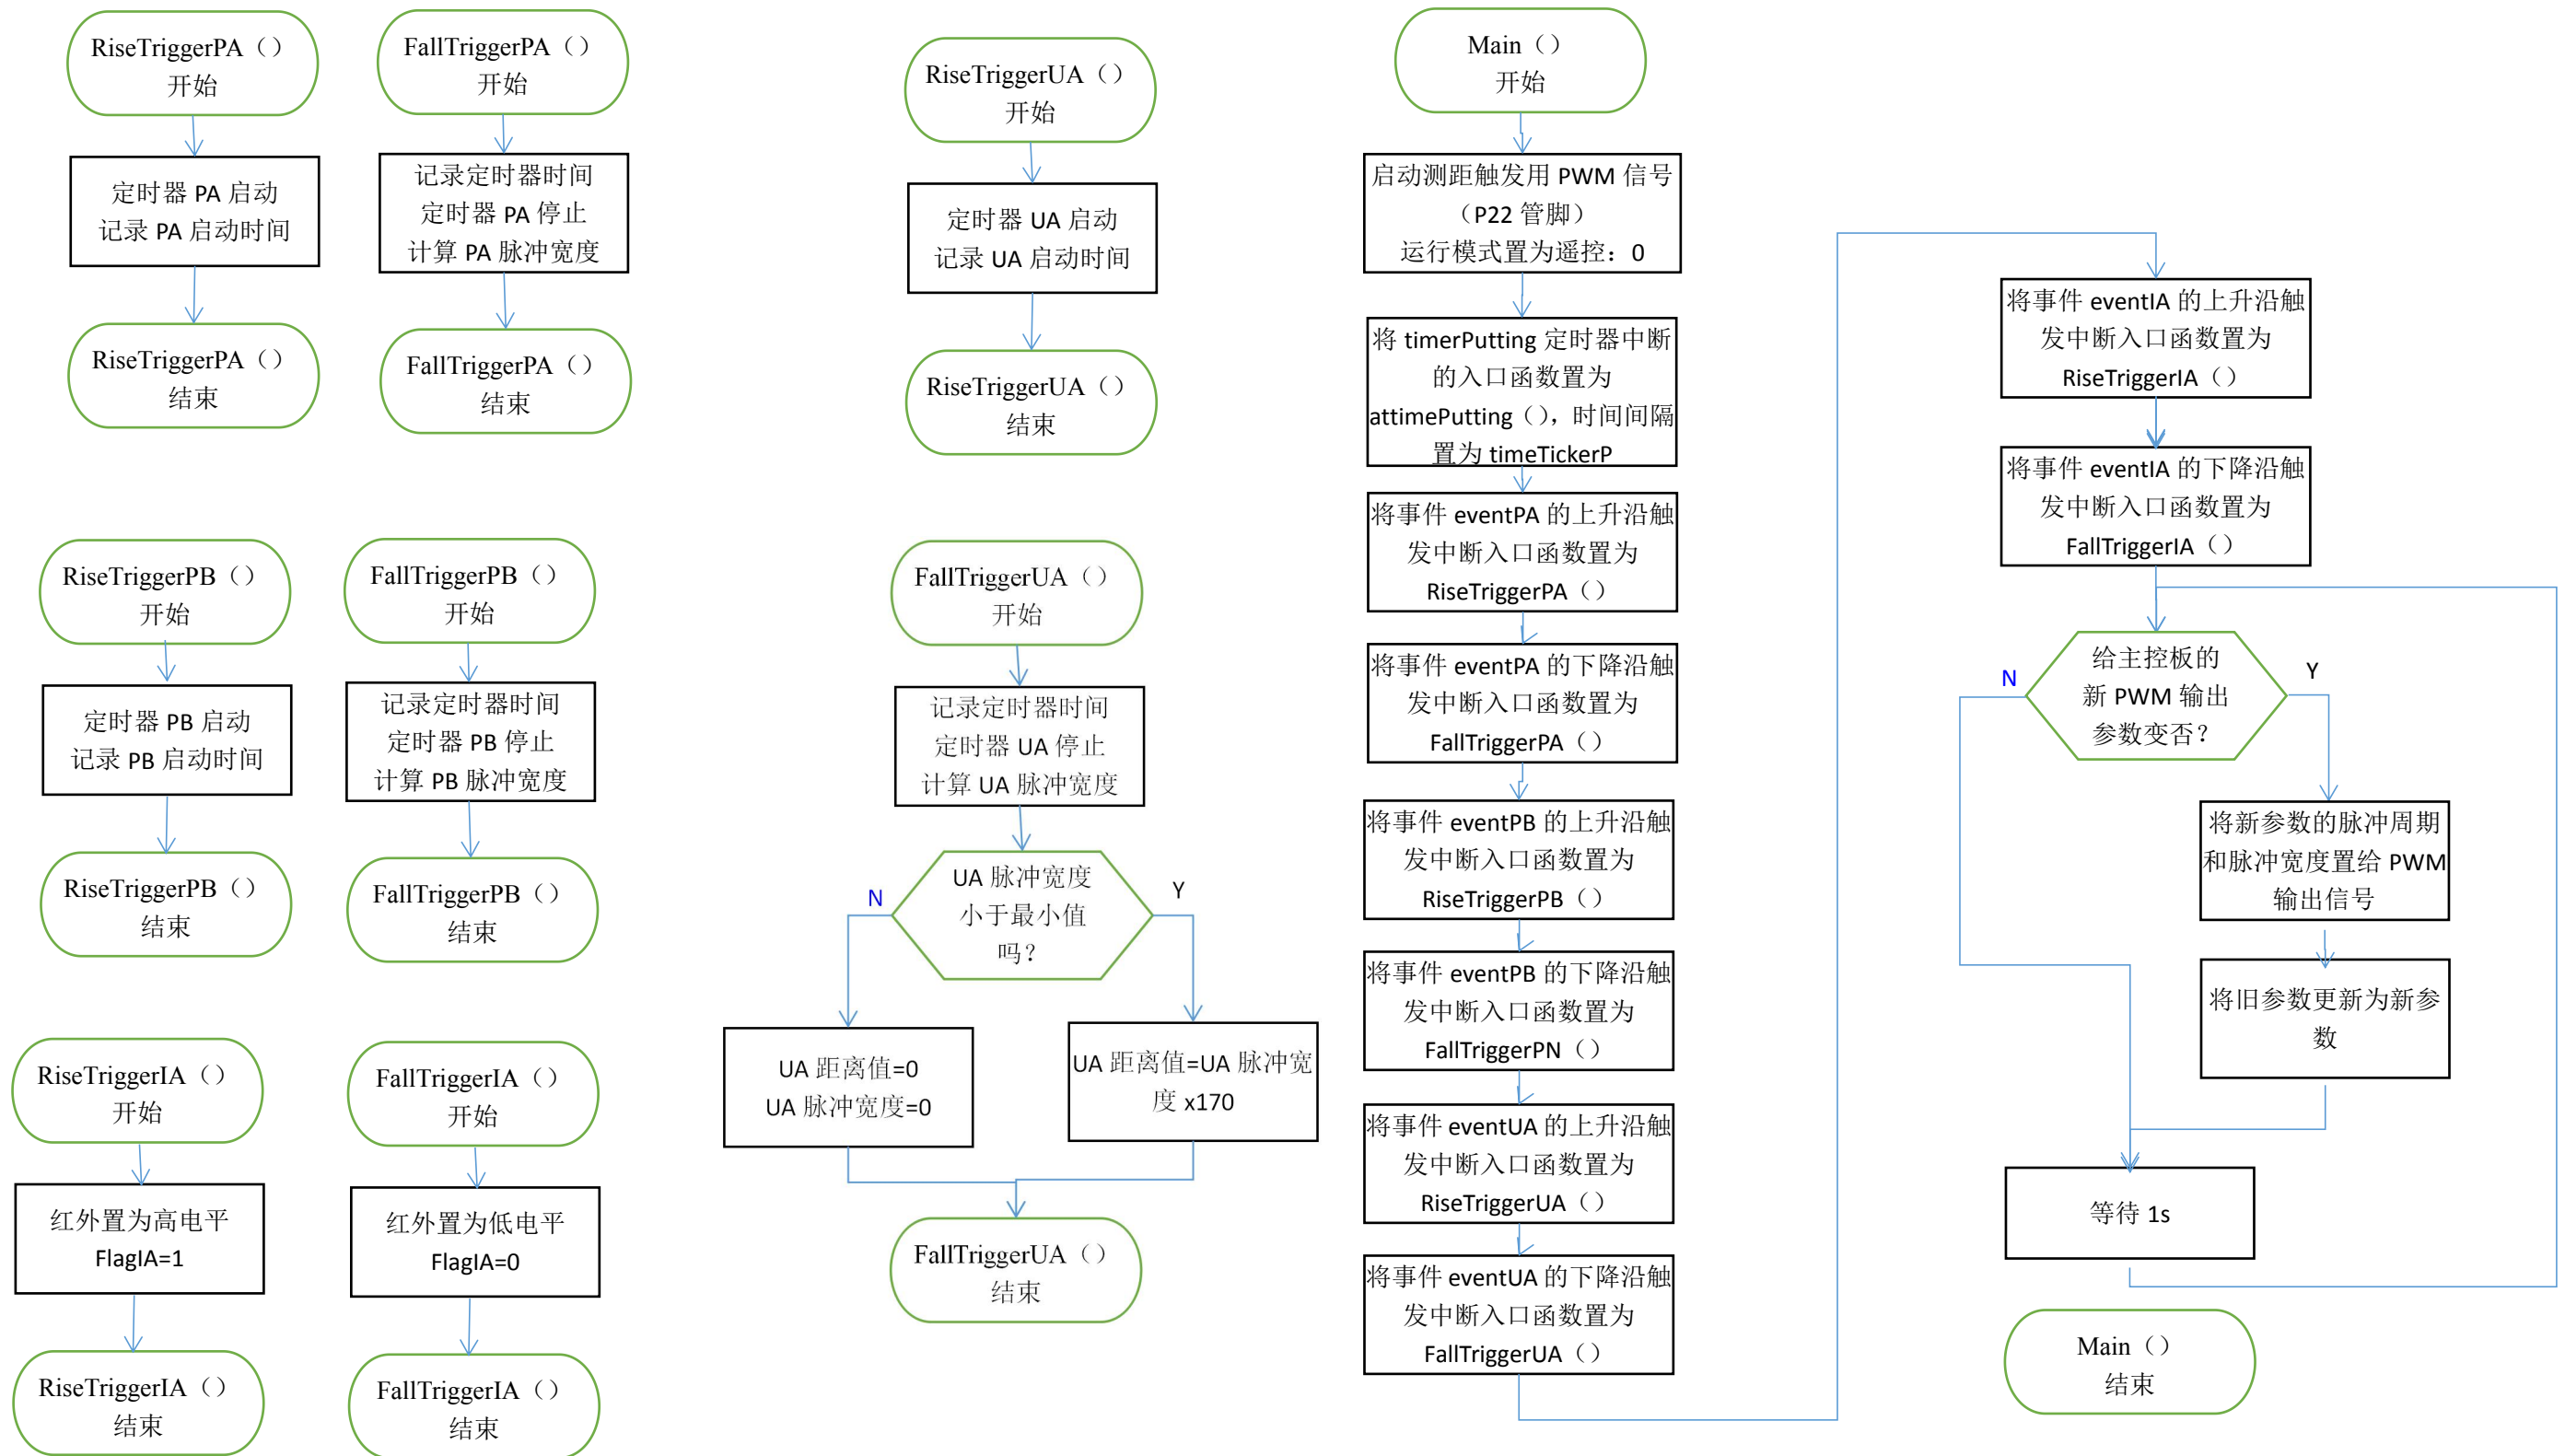 RiseTriggerPA（）
开始
定时器 PA 启动
记录 PA 启动时间
RiseTriggerPA（）
结束
FallTriggerPA（）
开始
记录定时器时间
定时器 PA 停止
计算 PA 脉冲宽度
FallTriggerPA（）
结束
RiseTriggerPB（）
开始
定时器 PB 启动
记录 PB 启动时间
RiseTriggerPB（）
结束
FallTriggerPB（）
开始
记录定时器时间
定时器 PB 停止
计算 PB 脉冲宽度
FallTriggerPB（）
结束
RiseTriggerIA（）
开始
红外置为高电平
FlagIA=1
RiseTriggerIA（）
结束
FallTriggerIA（）
开始
红外置为低电平
FlagIA=0
FallTriggerIA（）
结束
RiseTriggerUA（）
开始
定时器 UA 启动
记录 UA 启动时间
RiseTriggerUA（）
结束
FallTriggerUA（）
开始
记录定时器时间
定时器 UA 停止
计算 UA 脉冲宽度
UA 脉冲宽度
小于最小值
吗？
N
Y
UA 距离值=0
UA 脉冲宽度=0
UA 距离值=UA 脉冲宽
度 x170
FallTriggerUA（）
结束
Main（）
开始
启动测距触发用 PWM 信号
（P22 管脚）
运行模式置为遥控：0
将 timerPutting 定时器中断
的入口函数置为
attimePutting（），时间间隔
置为 timeTickerP
将事件 eventPA 的上升沿触
发中断入口函数置为
RiseTriggerPA（）
将事件 eventPA 的下降沿触
发中断入口函数置为
FallTriggerPA（）
将事件 eventPB 的上升沿触
发中断入口函数置为
RiseTriggerPB（）
将事件 eventPB 的下降沿触
发中断入口函数置为
FallTriggerPN（）
将事件 eventUA 的上升沿触
发中断入口函数置为
RiseTriggerUA（）
将事件 eventUA 的下降沿触
发中断入口函数置为
FallTriggerUA（）
将事件 eventIA 的上升沿触
发中断入口函数置为
RiseTriggerIA（）
将事件 eventIA 的下降沿触
发中断入口函数置为
FallTriggerIA（）
给主控板的
新 PWM 输出
参数变否？
N
Y
将新参数的脉冲周期
和脉冲宽度置给 PWM
输出信号
将旧参数更新为新参
数
等待 1s
Main（）
结束